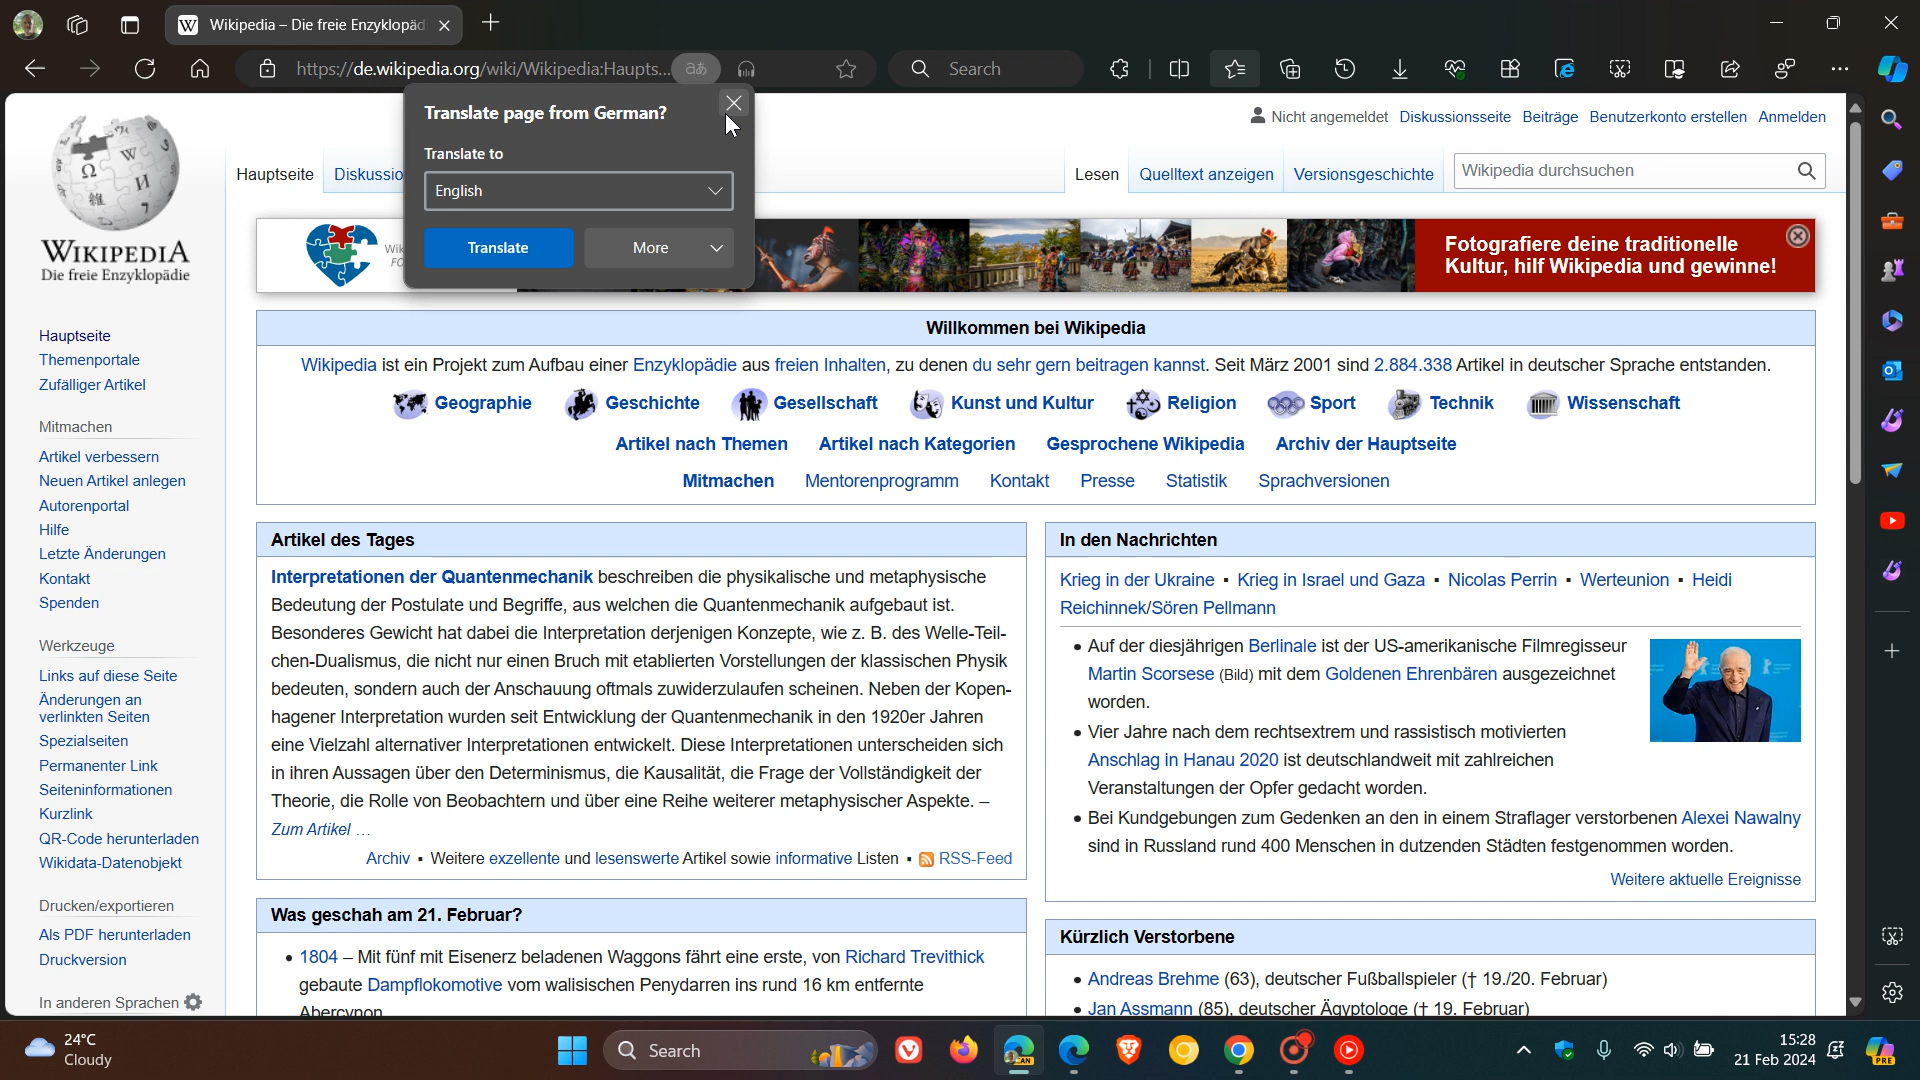 Wikipedia – Die freie Enzyklopäd
https://de.wikipedia.org/wiki/Wikipedia:Haupts...
Search
Translate page from German?
Translate to
English
Translate
More
WIKIPEDIA
Die freie Enzyklopädie
Nicht angemeldet Diskussionsseite Beiträge Benutzerkonto erstellen Anmelden
Hauptseite Diskussio
Lesen Quelltext anzeigen Versionsgeschichte Wikipedia durchsuchen
Fotografiere deine traditionelle
Kultur, hilf Wikipedia und gewinne!
Hauptseite
Themenportale
Zufälliger Artikel
Mitmachen
Artikel verbessern
Neuen Artikel anlegen
Autorenportal
Hilfe
Letzte Änderungen
Kontakt
Spenden
Werkzeuge
Links auf diese Seite
Änderungen an
verlinkten Seiten
Spezialseiten
Permanenter Link
Seiteninformationen
Kurzlink
QR-Code herunterladen
Wikidata-Datenobjekt
Drucken/exportieren
Als PDF herunterladen
Druckversion
In anderen Sprachen
Willkommen bei Wikipedia
Wikipedia ist ein Projekt zum Aufbau einer Enzyklopädie aus freien Inhalten, zu denen du sehr gern beitragen kannst. Seit März 2001 sind 2.884.338 Artikel in deutscher Sprache entstanden.
Geographie Geschichte Gesellschaft Kunst und Kultur Religion Sport Technik Wissenschaft
Artikel nach Themen Artikel nach Kategorien Gesprochene Wikipedia Archiv der Hauptseite
Mitmachen Mentorenprogramm Kontakt Presse Statistik Sprachversionen
Artikel des Tages
Interpretationen der Quantenmechanik beschreiben die physikalische und metaphysische
Bedeutung der Postulate und Begriffe, aus welchen die Quantenmechanik aufgebaut ist.
Besonderes Gewicht hat dabei die Interpretation derjenigen Konzepte, wie z. B. des Welle-Teil-
chen-Dualismus, die nicht nur einen Bruch mit etablierten Vorstellungen der klassischen Physik
bedeuten, sondern auch der Anschauung oftmals zuwiderzulaufen scheinen. Neben der Kopen-
hagener Interpretation wurden seit Entwicklung der Quantenmechanik in den 1920er Jahren
eine Vielzahl alternativer Interpretationen entwickelt. Diese Interpretationen unterscheiden sich
in ihren Aussagen über den Determinismus, die Kausalität, die Frage der Vollständigkeit der
Theorie, die Rolle von Beobachtern und über eine Reihe weiterer metaphysischer Aspekte. –
Zum Artikel …
Archiv ▪ Weitere exzellente und lesenswerte Artikel sowie informative Listen ▪ RSS-Feed
Was geschah am 21. Februar?
• 1804 – Mit fünf mit Eisenerz beladenen Waggons fährt eine erste, von Richard Trevithick
gebaute Dampflokomotive vom walisischen Penydarren ins rund 16 km entfernte
Abercynon
In den Nachrichten
Krieg in der Ukraine ▪ Krieg in Israel und Gaza ▪ Nicolas Perrin ▪ Werteunion ▪ Heidi
Reichinnek/Sören Pellmann
• Auf der diesjährigen Berlinale ist der US-amerikanische Filmregisseur
Martin Scorsese (Bild) mit dem Goldenen Ehrenbären ausgezeichnet
worden.
• Vier Jahre nach dem rechtsextrem und rassistisch motivierten
Anschlag in Hanau 2020 ist deutschlandweit mit zahlreichen
Veranstaltungen der Opfer gedacht worden.
• Bei Kundgebungen zum Gedenken an den in einem Straflager verstorbenen Alexei Nawalny
sind in Russland rund 400 Menschen in dutzenden Städten festgenommen worden.
Weitere aktuelle Ereignisse
Kürzlich Verstorbene
• Andreas Brehme (63), deutscher Fußballspieler († 19./20. Februar)
• Jan Assmann (85), deutscher Ägyptologe († 19. Februar)
24°C
Cloudy
Search
15:28
21 Feb 2024